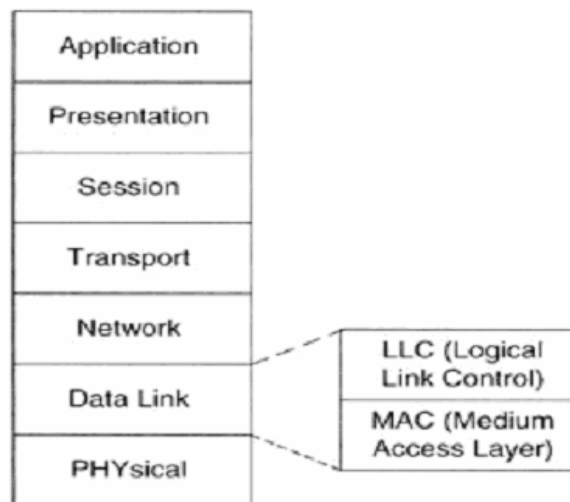 Application
Presentation
Session
Transport
Network
Data Link
PHYsical
LLC (Logical
Link Control)
MAC (Medium
Access Layer)